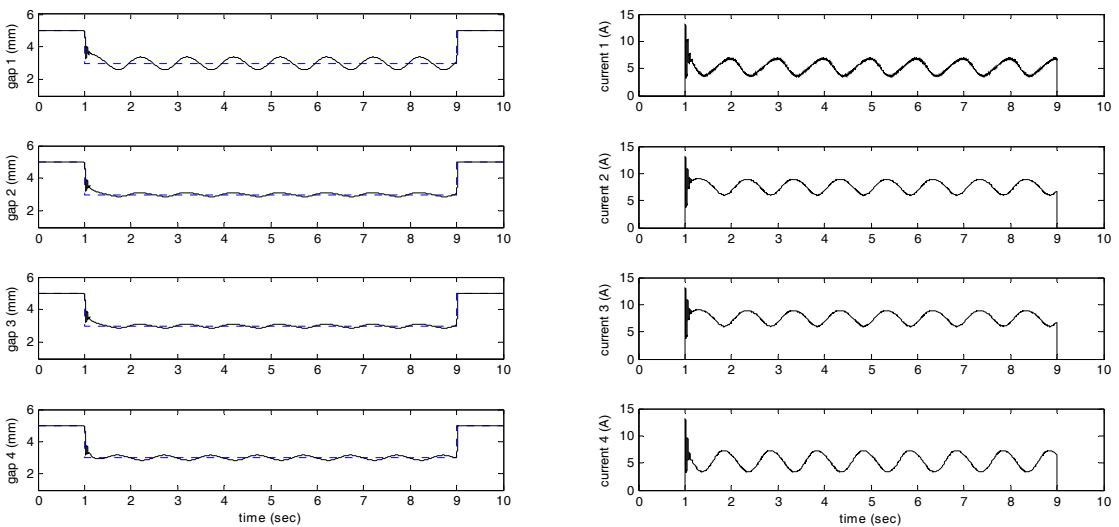 6
4
2
gap 1 (mm)
0 1 2 3 4 5 6 7 8 9 10
15
10
5
0
current 1 (A)
0 1 2 3 4 5 6 7 8 9 10
6
4
2
gap 2 (mm)
0 1 2 3 4 5 6 7 8 9 10
15
10
5
0
current 2 (A)
0 1 2 3 4 5 6 7 8 9 10
6
4
2
gap 3 (mm)
0 1 2 3 4 5 6 7 8 9 10
15
10
5
0
current 3 (A)
0 1 2 3 4 5 6 7 8 9 10
6
4
2
gap 4 (mm)
0 1 2 3 4 5 6 7 8 9 10
time (sec)
15
10
5
0
current 4 (A)
0 1 2 3 4 5 6 7 8 9 10
time (sec)